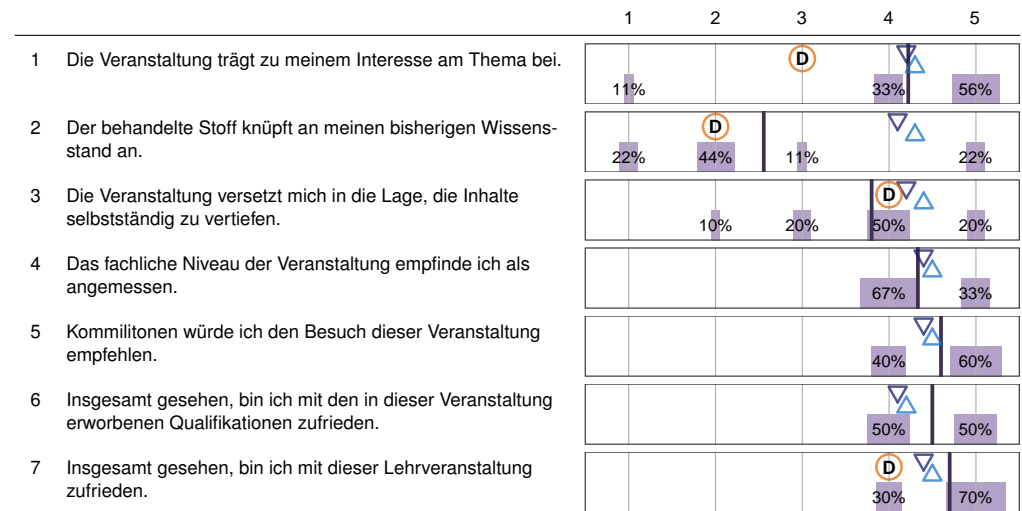 1 2 3 4 5
1 Die Veranstaltung trägt zu meinem Interesse am Thema bei.
D
11% 33% 56%
2 Der behandelte Stoff knüpft an meinen bisherigen Wissens-
stand an.
D
22% 44% 11% 22%
3 Die Veranstaltung versetzt mich in die Lage, die Inhalte
selbstständig zu vertiefen.
D
10% 20% 50% 20%
4 Das fachliche Niveau der Veranstaltung empfinde ich als
angemessen.
67% 33%
5 Kommilitonen würde ich den Besuch dieser Veranstaltung
empfehlen.
40% 60%
6 Insgesamt gesehen, bin ich mit den in dieser Veranstaltung
erworbenen Qualifikationen zufrieden.
50% 50%
7 Insgesamt gesehen, bin ich mit dieser Lehrveranstaltung
zufrieden.
D
30% 70%